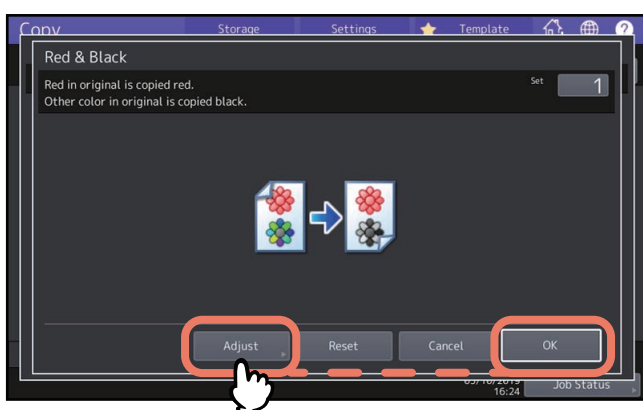 Copy Storage Settings Template
Red & Black
Red in original is copied red.
Other color in original is copied black.
Set 1
Adjust Reset Cancel OK
16:24 Job Status